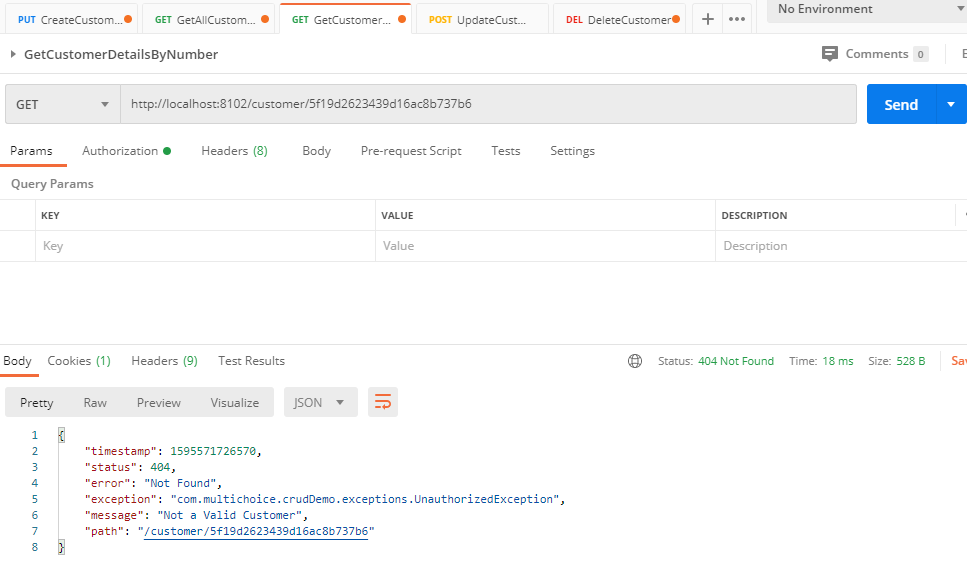 PUT CreateCustom... GET GetAllCustom... GET GetCustomer... POST UpdateCust... DEL DeleteCustomer + ••• No Environment
GetCustomerDetailsByNumber Comments 0
GET http://localhost:8102/customer/5f19d2623439d16ac8b737b6 Send
Params Authorization Headers (8) Body Pre-request Script Tests Settings
Query Params
KEY VALUE DESCRIPTION
Key Value Description
Body Cookies (1) Headers (9) Test Results Status: 404 Not Found Time: 18 ms Size: 528 B Sav
Pretty Raw Preview Visualize JSON
1 {
2 "timestamp": 1595571726570,
3 "status": 404,
4 "error": "Not Found",
5 "exception": "com.multichoice.crudDemo.exceptions.UnauthorizedException",
6 "message": "Not a Valid Customer",
7 "path": "/customer/5f19d2623439d16ac8b737b6"
8 }